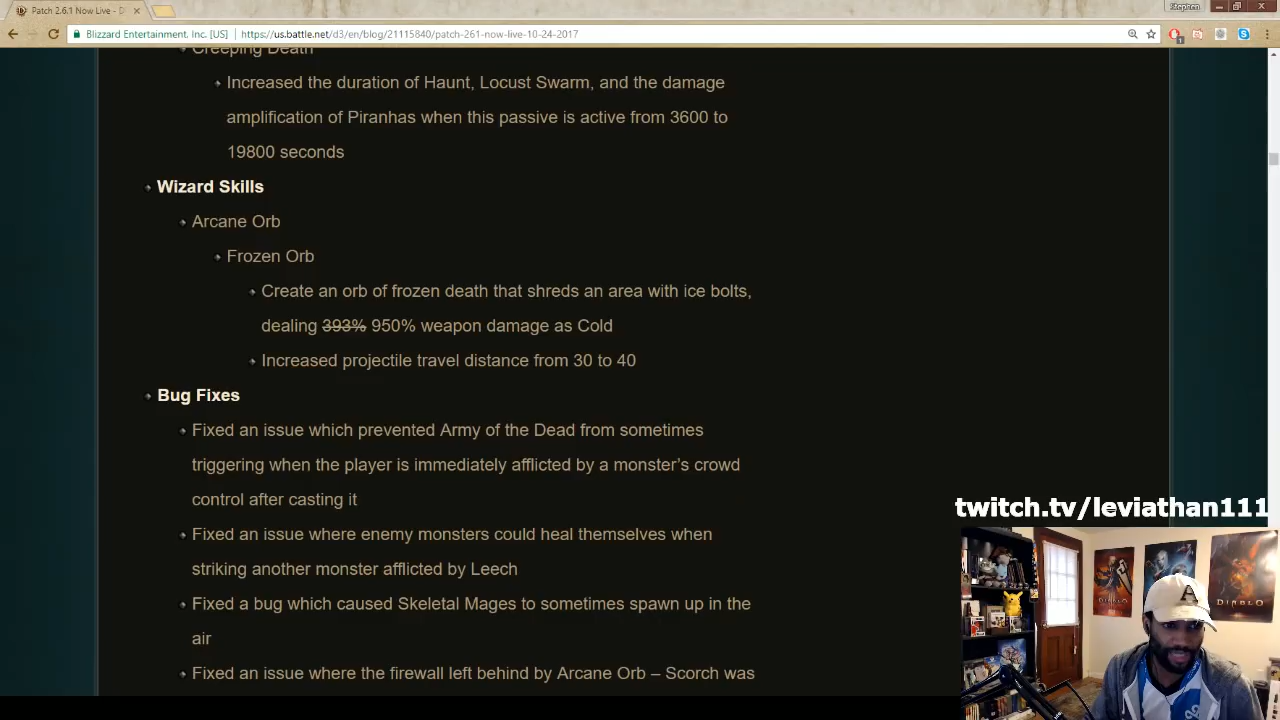 Patch 2.6.1 Now Live - D
Stephen
Blizzard Entertainment, Inc. [US]
https://us.battle.net/d3/en/blog/21115840/patch-261-now-live-10-24-2017
Creeping Death
Increased the duration of Haunt, Locust Swarm, and the damage
amplification of Piranhas when this passive is active from 3600 to
19800 seconds
Wizard Skills
Arcane Orb
Frozen Orb
Create an orb of frozen death that shreds an area with ice bolts,
dealing 393% 950% weapon damage as Cold
Increased projectile travel distance from 30 to 40
Bug Fixes
Fixed an issue which prevented Army of the Dead from sometimes
triggering when the player is immediately afflicted by a monster's crowd
control after casting it
Fixed an issue where enemy monsters could heal themselves when
striking another monster afflicted by Leech
Fixed a bug which caused Skeletal Mages to sometimes spawn up in the
air
Fixed an issue where the firewall left behind by Arcane Orb – Scorch was
twitch.tv/leviathan111
DIABLO
DIABLO